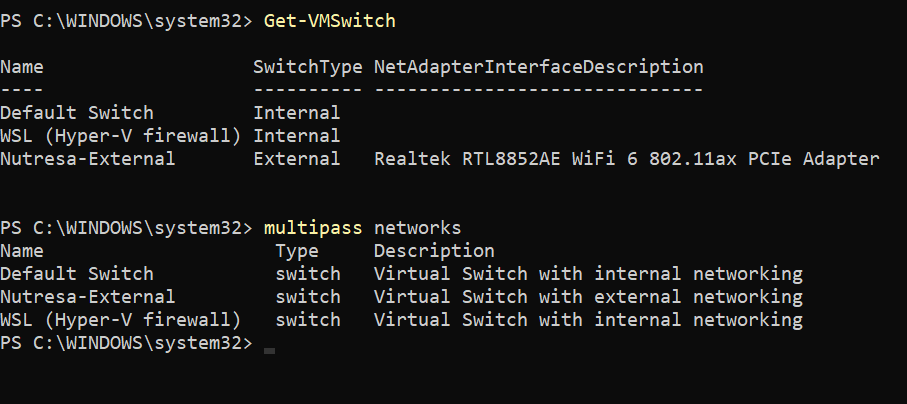 PS C:\WINDOWS\system32> Get-VMSwitch
Name SwitchType NetAdapterInterfaceDescription
---- ---------- ------------------------------
Default Switch Internal
WSL (Hyper-V firewall) Internal
Nutresa-External External Realtek RTL8852AE WiFi 6 802.11ax PCIe Adapter
PS C:\WINDOWS\system32> multipass networks
Name Type Description
Default Switch switch Virtual Switch with internal networking
Nutresa-External switch Virtual Switch with external networking
WSL (Hyper-V firewall) switch Virtual Switch with internal networking
PS C:\WINDOWS\system32>